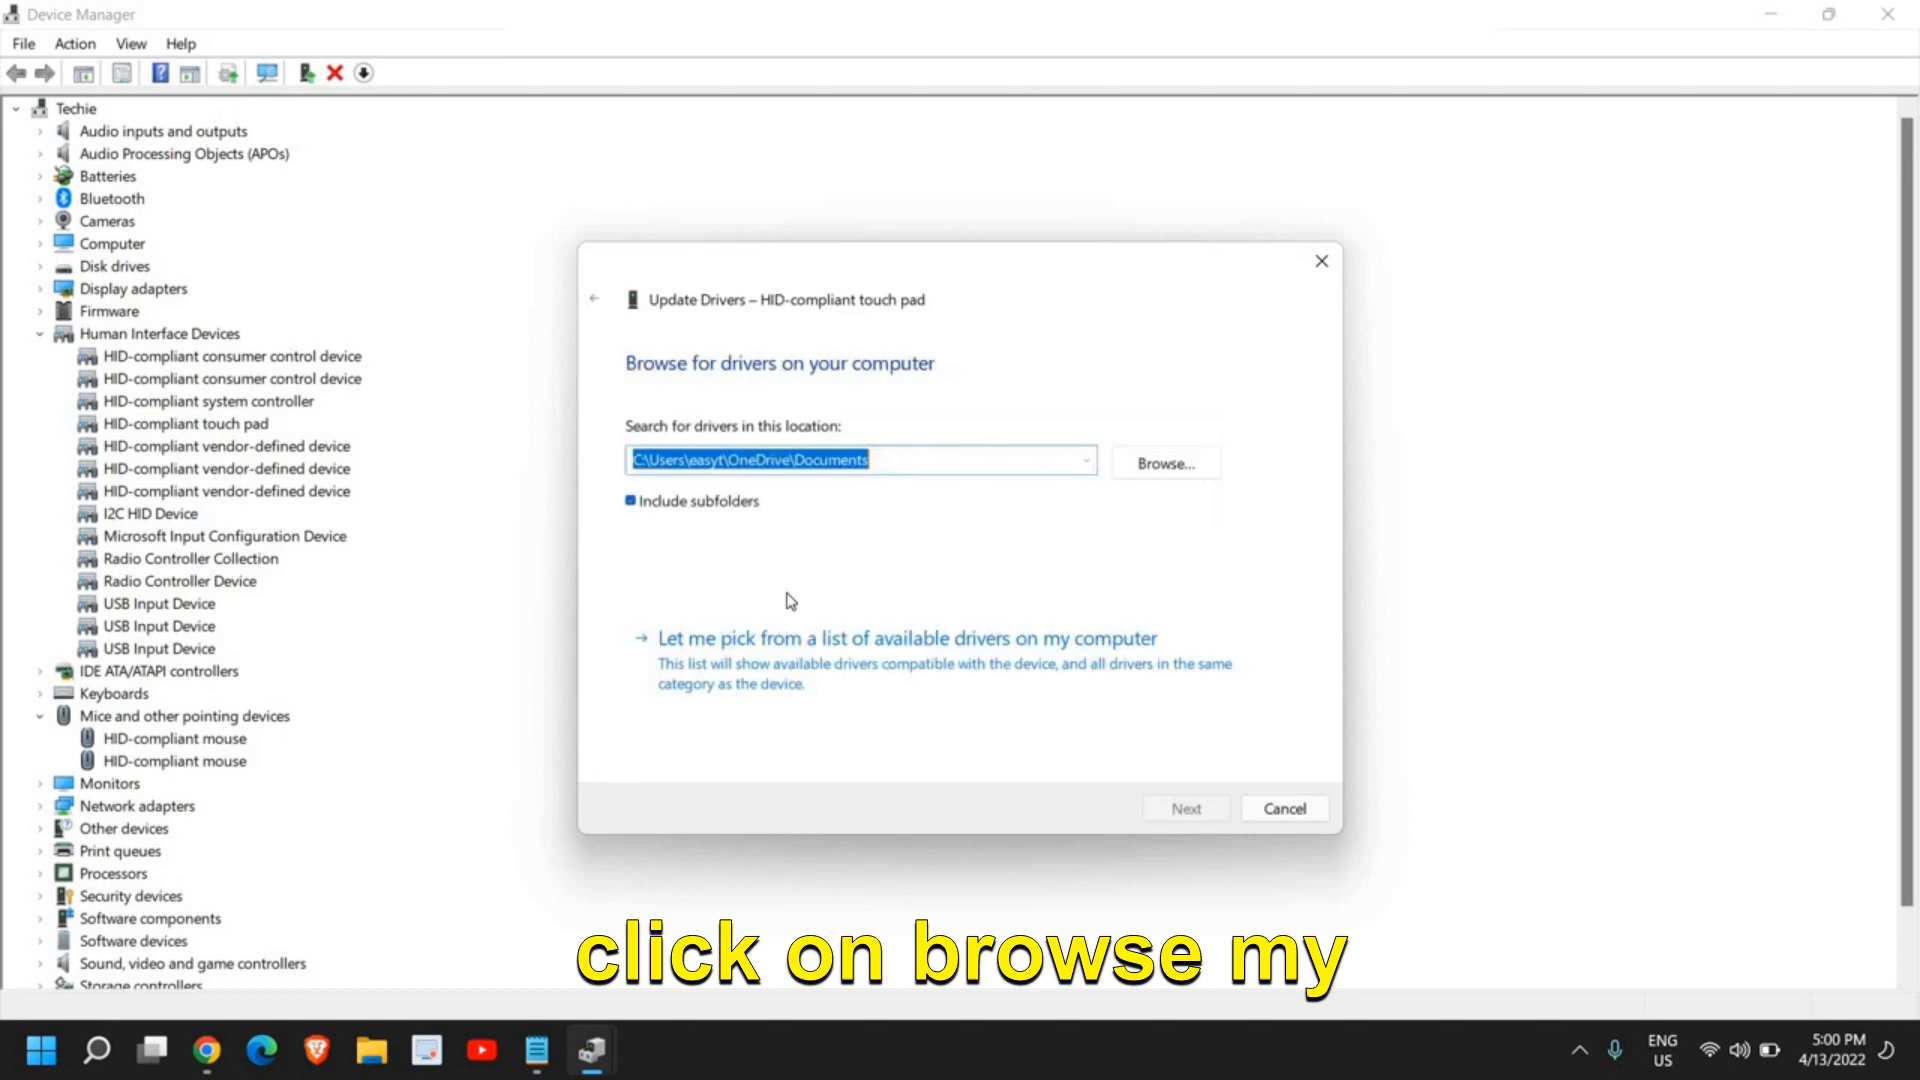 Device Manager
File Action View Help
Techie
Audio inputs and outputs
Audio Processing Objects (APOs)
Batteries
Bluetooth
Cameras
Computer
Disk drives
Display adapters
Firmware
Human Interface Devices
HID-compliant consumer control device
HID-compliant consumer control device
HID-compliant system controller
HID-compliant touch pad
HID-compliant vendor-defined device
HID-compliant vendor-defined device
HID-compliant vendor-defined device
I2C HID Device
Microsoft Input Configuration Device
Radio Controller Collection
Radio Controller Device
USB Input Device
USB Input Device
USB Input Device
IDE ATA/ATAPI controllers
Keyboards
Mice and other pointing devices
HID-compliant mouse
HID-compliant mouse
Monitors
Network adapters
Other devices
Print queues
Processors
Security devices
Software components
Software devices
Sound, video and game controllers
Storage controllers
Update Drivers – HID-compliant touch pad
Browse for drivers on your computer
Search for drivers in this location:
C:\Users\easyt\OneDrive\Documents
Browse...
Include subfolders
Let me pick from a list of available drivers on my computer
This list will show available drivers compatible with the device, and all drivers in the same
category as the device.
Next Cancel
click on browse my
ENG
US
5:00 PM
4/13/2022